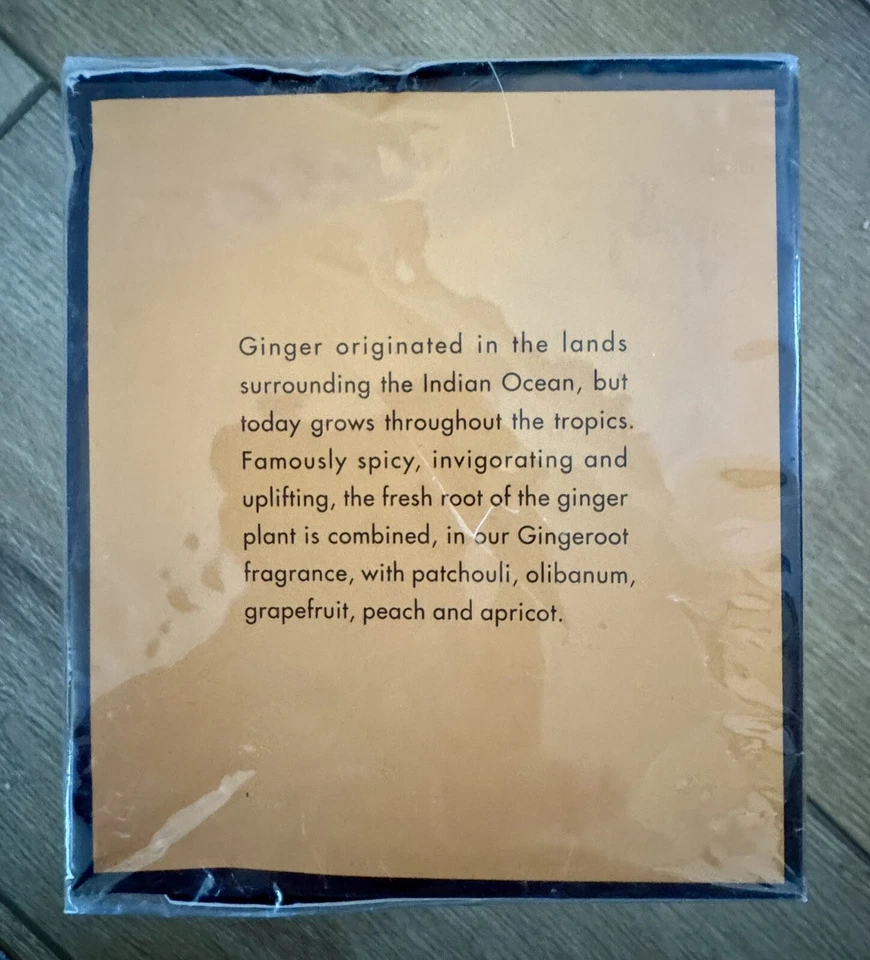 Ginger originated in the lands
surrounding the Indian Ocean, but
today grows throughout the tropics.
Famously spicy, invigorating and
uplifting, the fresh root of the ginger
plant is combined, in our Gingeroot
fragrance, with patchouli, olibanum,
grapefruit, peach and apricot.